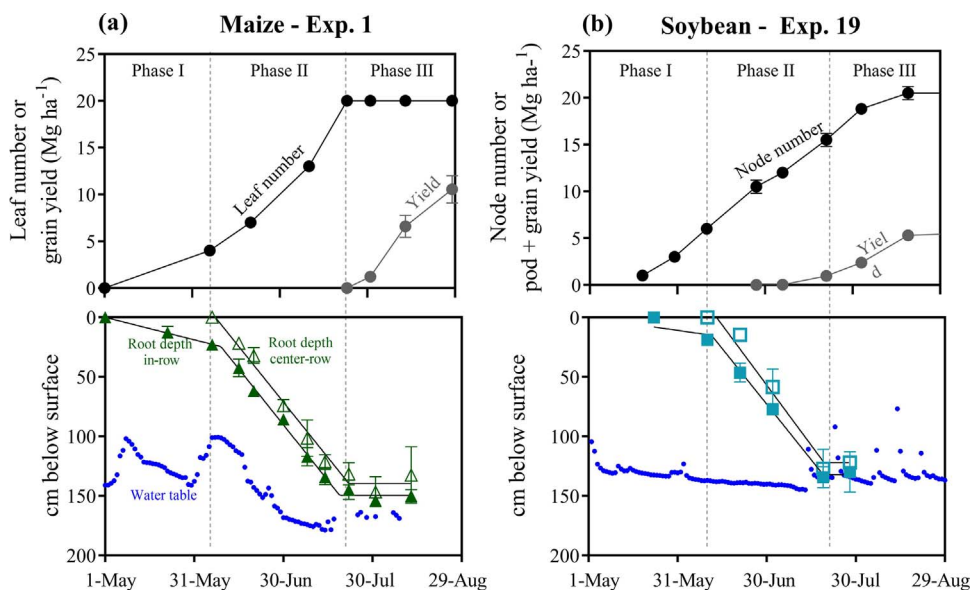 (a) Maize - Exp. 1
Phase I Phase II Phase III
Leaf number or
grain yield (Mg ha-1)
25
20
15
10
5
0
Leaf number
Yield
0
50
100
150
200
cm below surface
Root depth
in-row
Root depth
center-row
Water table
1-May 31-May 30-Jun 30-Jul 29-Aug
(b) Soybean - Exp. 19
Phase I Phase II Phase III
Node number or
pod + grain yield (Mg ha-1)
25
20
15
10
5
0
Node number
Yiel
d
0
50
100
150
200
cm below surface
1-May 31-May 30-Jun 30-Jul 29-Aug